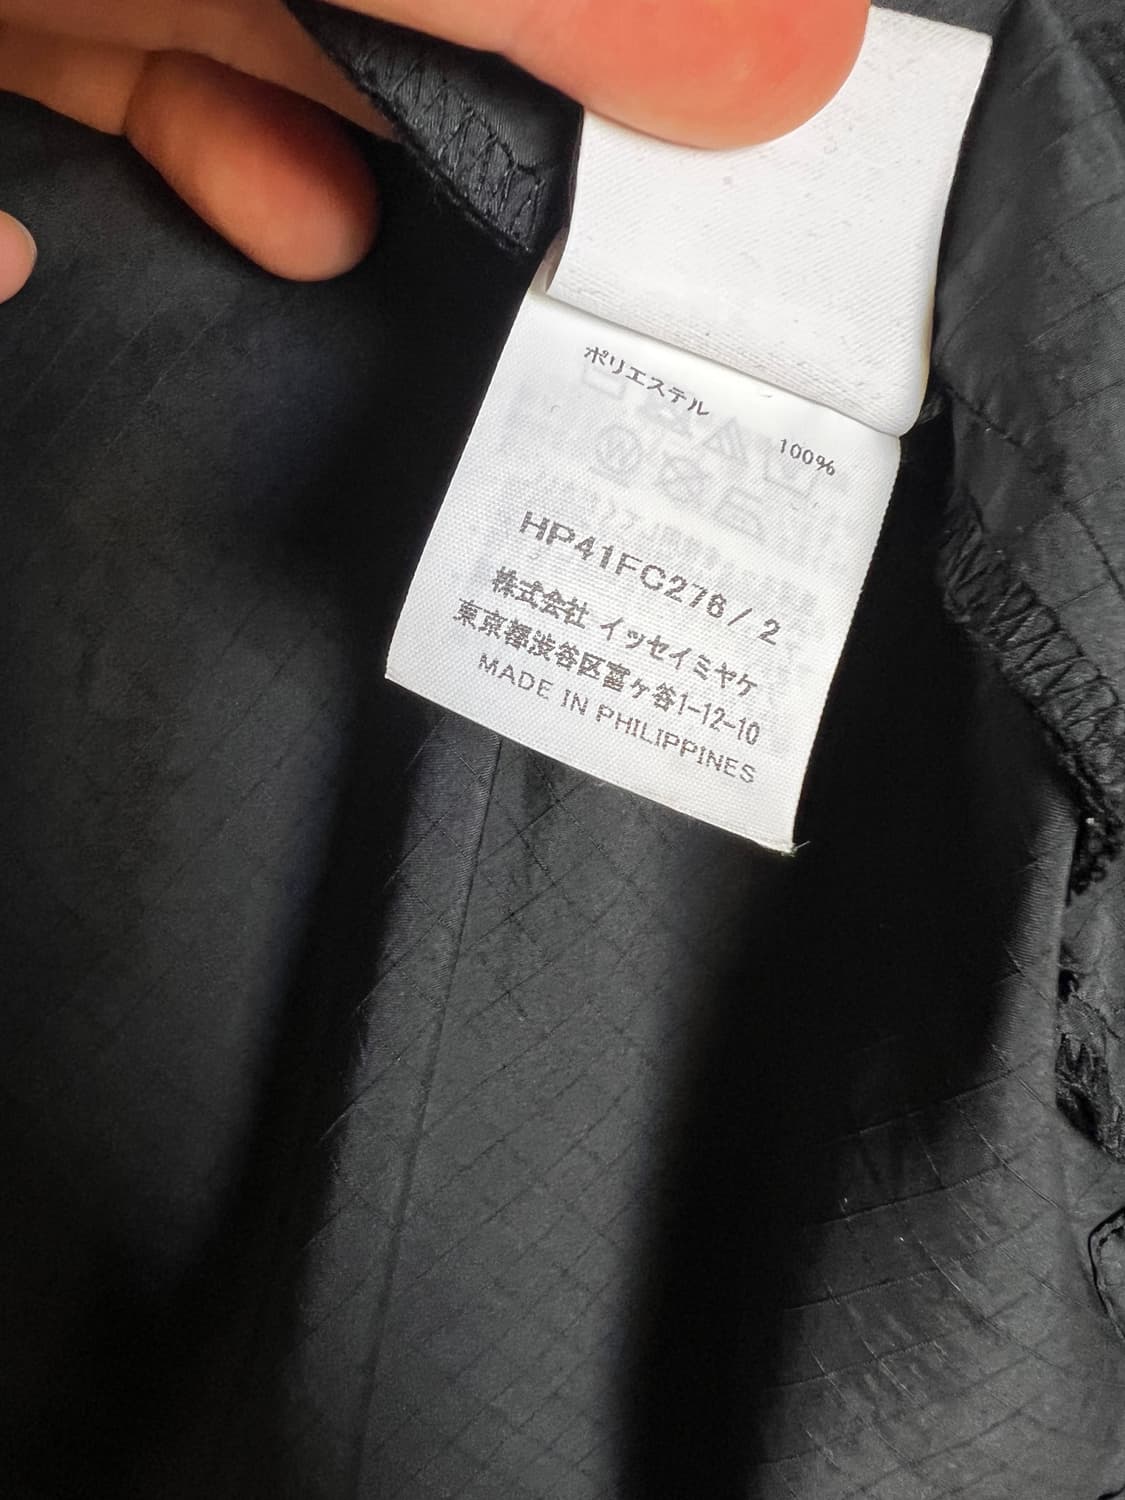 ポリエステル 100%
HP41FC276 / 2
株式会社 イッセイミヤケ
東京都渋谷区富ヶ谷1-12-10
MADE IN PHILIPPINES